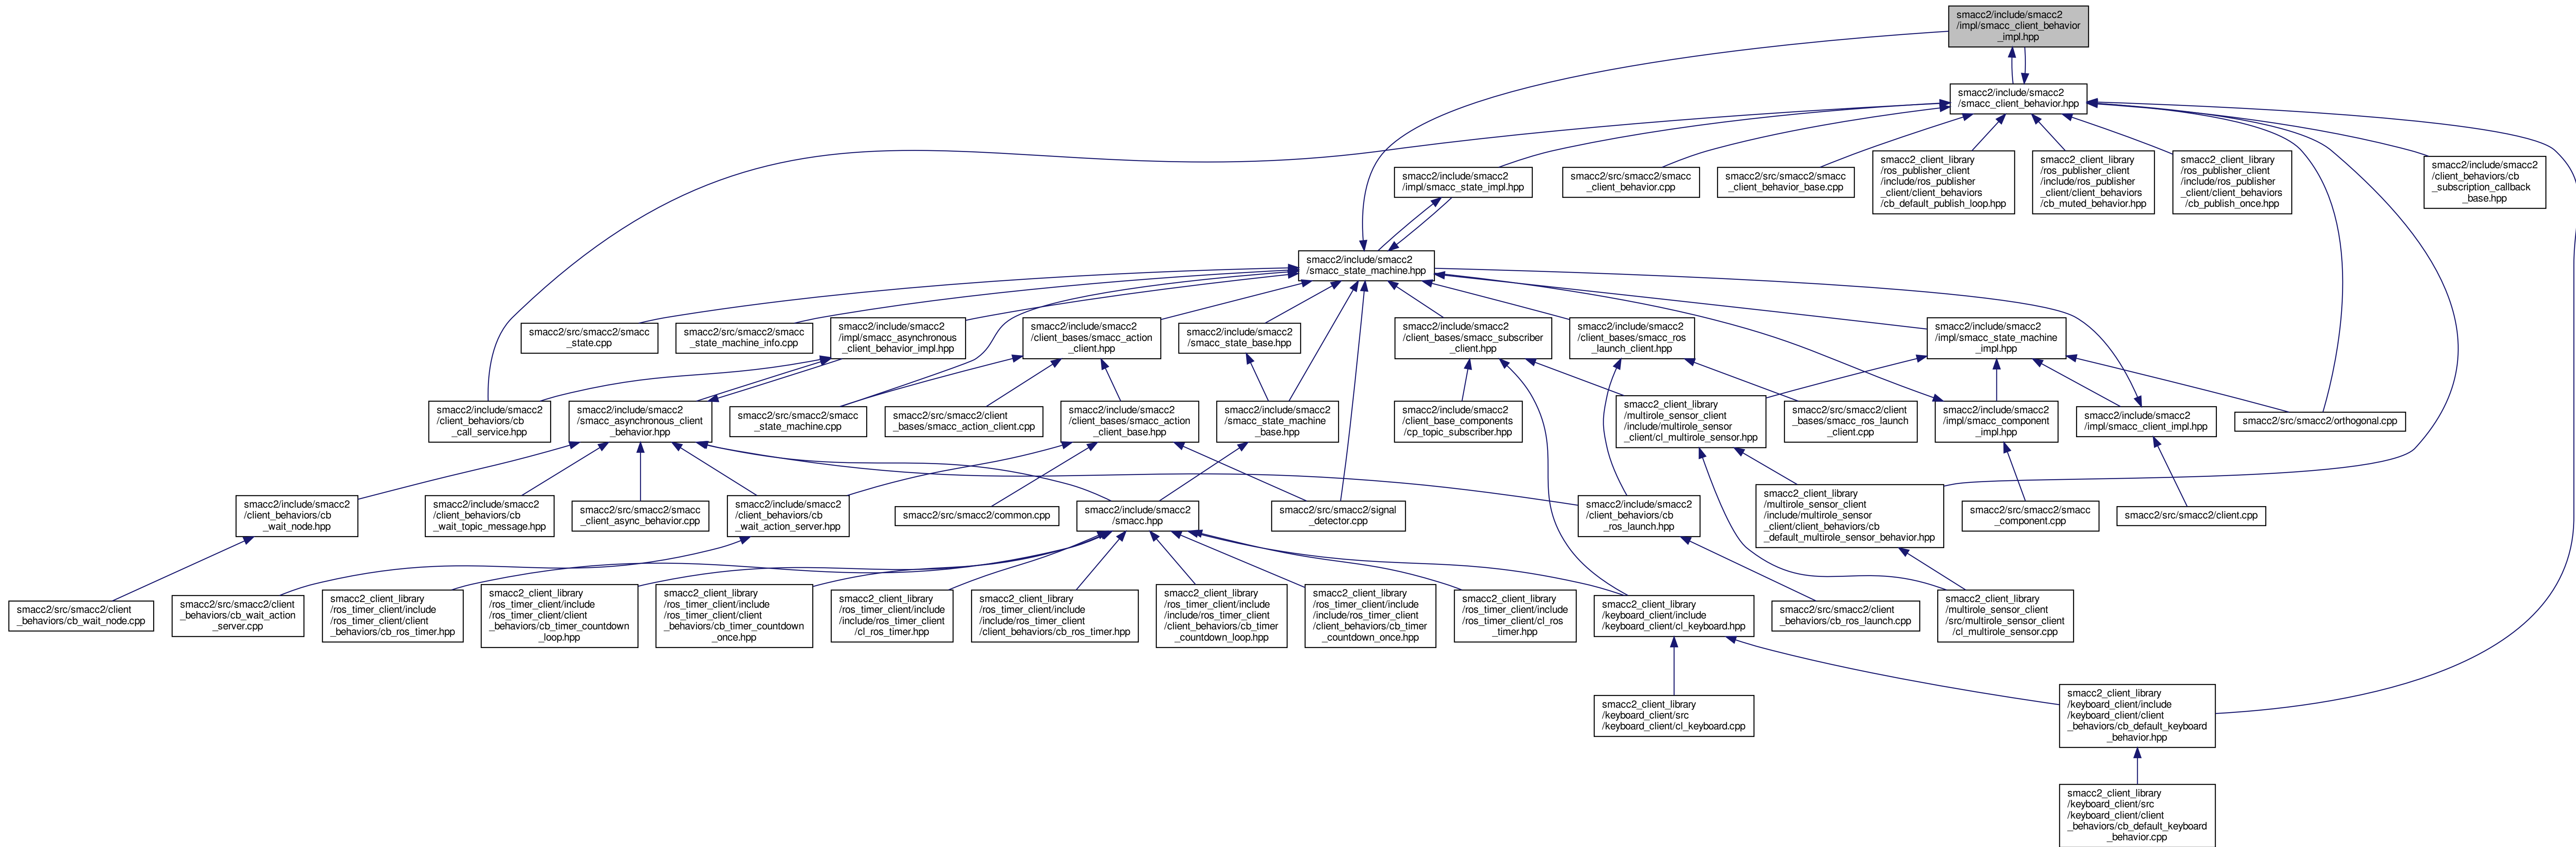 smacc2/include/smacc2
/impl/smacc_client_behavior
_impl.hpp
smacc2/include/smacc2
/smacc_client_behavior.hpp
smacc2/include/smacc2
/impl/smacc_state_impl.hpp
smacc2/src/smacc2/smacc
_client_behavior.cpp
smacc2/src/smacc2/smacc
_client_behavior_base.cpp
smacc2_client_library
/ros_publisher_client
/include/ros_publisher
_client/client_behaviors
/cb_default_publish_loop.hpp
smacc2_client_library
/ros_publisher_client
/include/ros_publisher
_client/client_behaviors
/cb_muted_behavior.hpp
smacc2_client_library
/ros_publisher_client
/include/ros_publisher
_client/client_behaviors
/cb_publish_once.hpp
smacc2/include/smacc2
/client_behaviors/cb
_subscription_callback
_base.hpp
smacc2/include/smacc2
/smacc_state_machine.hpp
smacc2/src/smacc2/smacc
_state.cpp
smacc2/src/smacc2/smacc
_state_machine_info.cpp
smacc2/include/smacc2
/impl/smacc_asynchronous
_client_behavior_impl.hpp
smacc2/include/smacc2
/client_bases/smacc_action
_client.hpp
smacc2/include/smacc2
/smacc_state_base.hpp
smacc2/include/smacc2
/client_bases/smacc_subscriber
_client.hpp
smacc2/include/smacc2
/client_bases/smacc_ros
_launch_client.hpp
smacc2/include/smacc2
/impl/smacc_state_machine
_impl.hpp
smacc2/include/smacc2
/client_behaviors/cb
_call_service.hpp
smacc2/include/smacc2
/smacc_asynchronous_client
_behavior.hpp
smacc2/src/smacc2/smacc
_state_machine.cpp
smacc2/src/smacc2/client
_bases/smacc_action_client.cpp
smacc2/include/smacc2
/client_bases/smacc_action
_client_base.hpp
smacc2/include/smacc2
/smacc_state_machine
_base.hpp
smacc2/include/smacc2
/client_base_components
/cp_topic_subscriber.hpp
smacc2_client_library
/multirole_sensor_client
/include/multirole_sensor
_client/cl_multirole_sensor.hpp
smacc2/src/smacc2/client
_bases/smacc_ros_launch
_client.cpp
smacc2/include/smacc2
/impl/smacc_component
_impl.hpp
smacc2/include/smacc2
/impl/smacc_client_impl.hpp
smacc2/src/smacc2/orthogonal.cpp
smacc2/include/smacc2
/client_behaviors/cb
_wait_node.hpp
smacc2/include/smacc2
/client_behaviors/cb
_wait_topic_message.hpp
smacc2/src/smacc2/smacc
_client_async_behavior.cpp
smacc2/include/smacc2
/client_behaviors/cb
_wait_action_server.hpp
smacc2/src/smacc2/common.cpp
smacc2/include/smacc2
/smacc.hpp
smacc2/src/smacc2/signal
_detector.cpp
smacc2/include/smacc2
/client_behaviors/cb
_ros_launch.hpp
smacc2_client_library
/multirole_sensor_client
/include/multirole_sensor
_client/client_behaviors/cb
_default_multirole_sensor_behavior.hpp
smacc2/src/smacc2/smacc
_component.cpp
smacc2/src/smacc2/client.cpp
smacc2/src/smacc2/client
_behaviors/cb_wait_node.cpp
smacc2/src/smacc2/client
_behaviors/cb_wait_action
_server.cpp
smacc2_client_library
/ros_timer_client/include
/ros_timer_client/client
_behaviors/cb_ros_timer.hpp
smacc2_client_library
/ros_timer_client/include
/ros_timer_client/client
_behaviors/cb_timer_countdown
_loop.hpp
smacc2_client_library
/ros_timer_client/include
/ros_timer_client/client
_behaviors/cb_timer_countdown
_once.hpp
smacc2_client_library
/ros_timer_client/include
/include/ros_timer_client
/cl_ros_timer.hpp
smacc2_client_library
/ros_timer_client/include
/include/ros_timer_client
/client_behaviors/cb_ros_timer.hpp
smacc2_client_library
/ros_timer_client/include
/include/ros_timer_client
/client_behaviors/cb_timer
_countdown_loop.hpp
smacc2_client_library
/ros_timer_client/include
/include/ros_timer_client
/client_behaviors/cb_timer
_countdown_once.hpp
smacc2_client_library
/ros_timer_client/include
/ros_timer_client/cl_ros
_timer.hpp
smacc2_client_library
/keyboard_client/include
/keyboard_client/cl_keyboard.hpp
smacc2/src/smacc2/client
_behaviors/cb_ros_launch.cpp
smacc2_client_library
/multirole_sensor_client
/src/multirole_sensor_client
/cl_multirole_sensor.cpp
smacc2_client_library
/keyboard_client/src
/keyboard_client/cl_keyboard.cpp
smacc2_client_library
/keyboard_client/include
/keyboard_client/client
_behaviors/cb_default_keyboard
_behavior.hpp
smacc2_client_library
/keyboard_client/src
/keyboard_client/client
_behaviors/cb_default_keyboard
_behavior.cpp